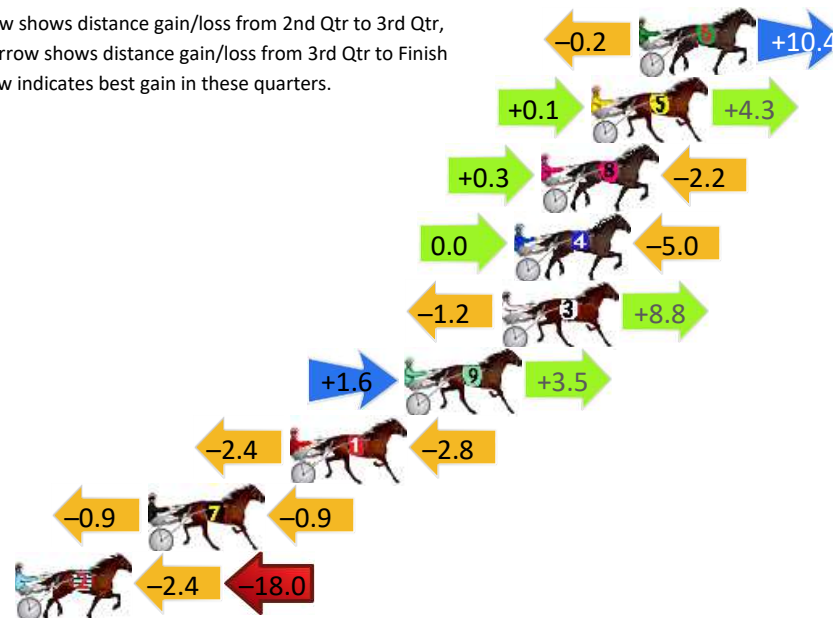 w shows distance gain/loss from 2nd Qtr to 3rd Qtr,
rrow shows distance gain/loss from 3rd Qtr to Finish
w indicates best gain in these quarters.
–0.2 6 +10.4
+0.1 5 +4.3
+0.3 8 –2.2
0.0 4 –5.0
–1.2 3 +8.8
+1.6 9 +3.5
–2.4 1 –2.8
–0.9 7 –0.9
2 –2.4 –18.0